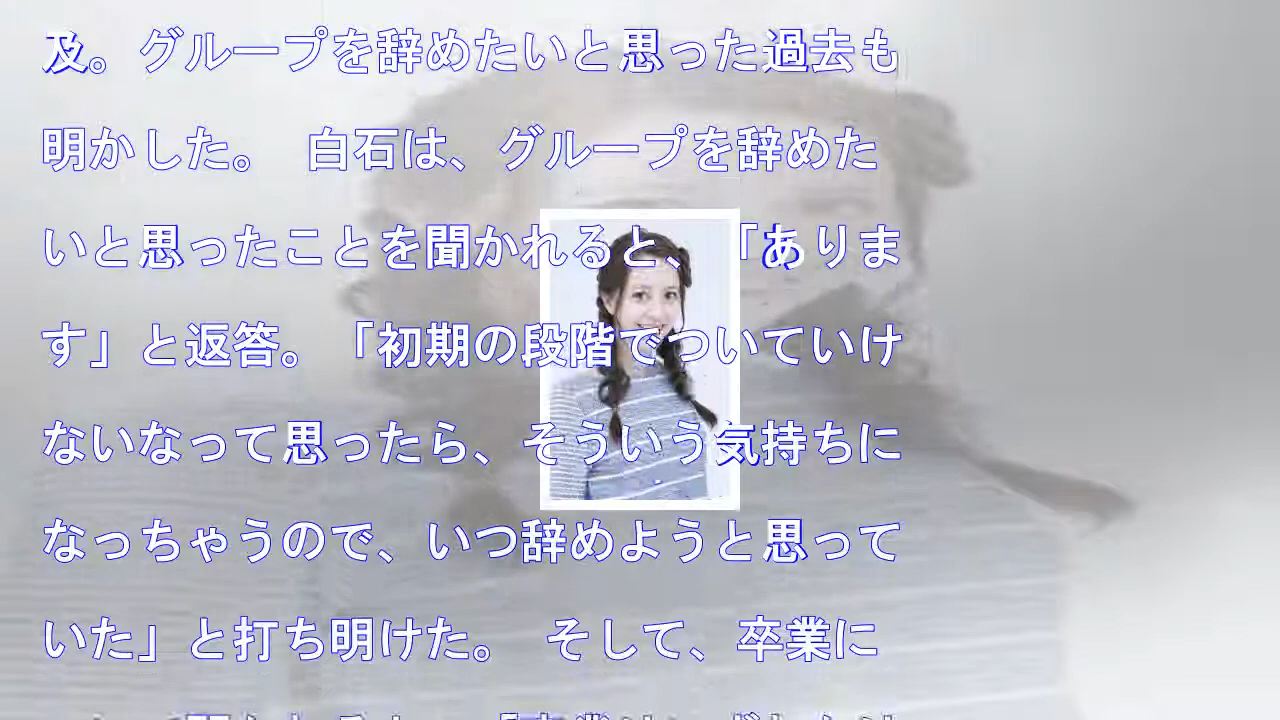 及。グループを辞めたいと思った過去も
明かした。　白石は、グループを辞めた
いと思ったことを聞かれると、「ありま
す」と返答。「初期の段階でついていけ
ないなって思ったら、そういう気持ちに
なっちゃうので、いつ辞めようと思って
いた」と打ち明けた。　そして、卒業に